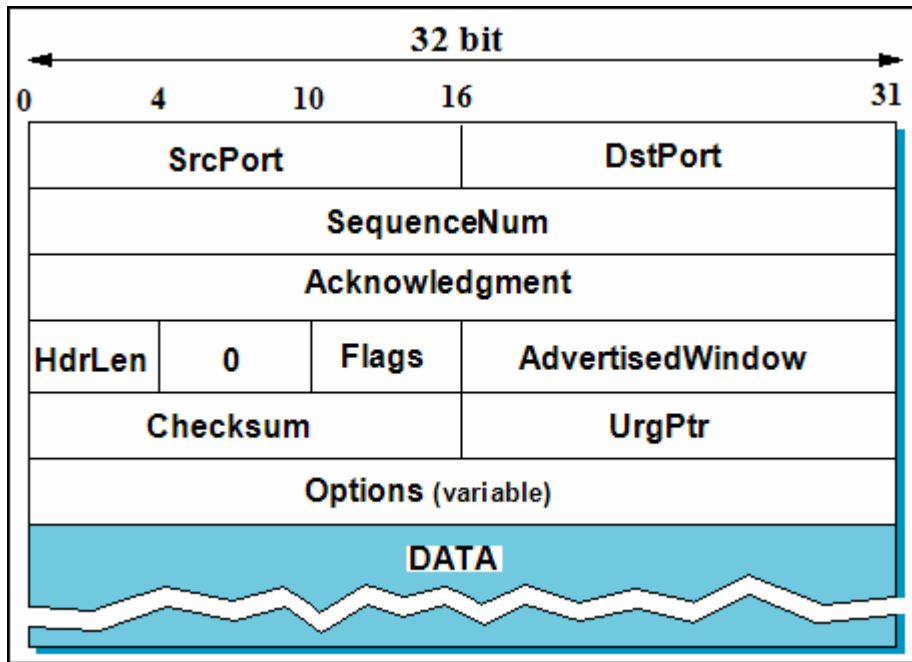 32 bit
0 4 10 16 31
SrcPort DstPort
SequenceNum
Acknowledgment
HdrLen 0 Flags AdvertisedWindow
Checksum UrgPtr
Options (variable)
DATA